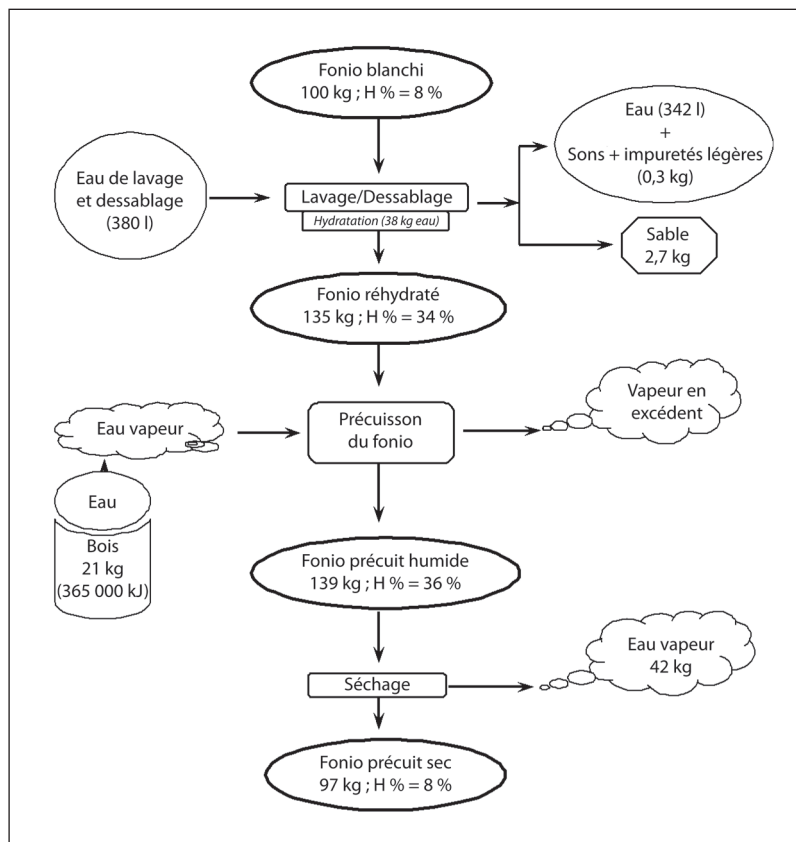 Fonio blanchi
100 kg ; H % = 8 %
Eau de lavage
et dessablage
(380 l)
Lavage/Dessablage
Hydratation (38 kg eau)
Eau (342 l)
+
Sons + impuretés légères
(0,3 kg)
Sable
2,7 kg
Fonio réhydraté
135 kg ; H % = 34 %
Eau vapeur
Précuisson
du fonio
Vapeur en
excédent
Eau
Bois
21 kg
(365 000 kJ)
Fonio précuit humide
139 kg ; H % = 36 %
Séchage
Eau vapeur
42 kg
Fonio précuit sec
97 kg ; H % = 8 %